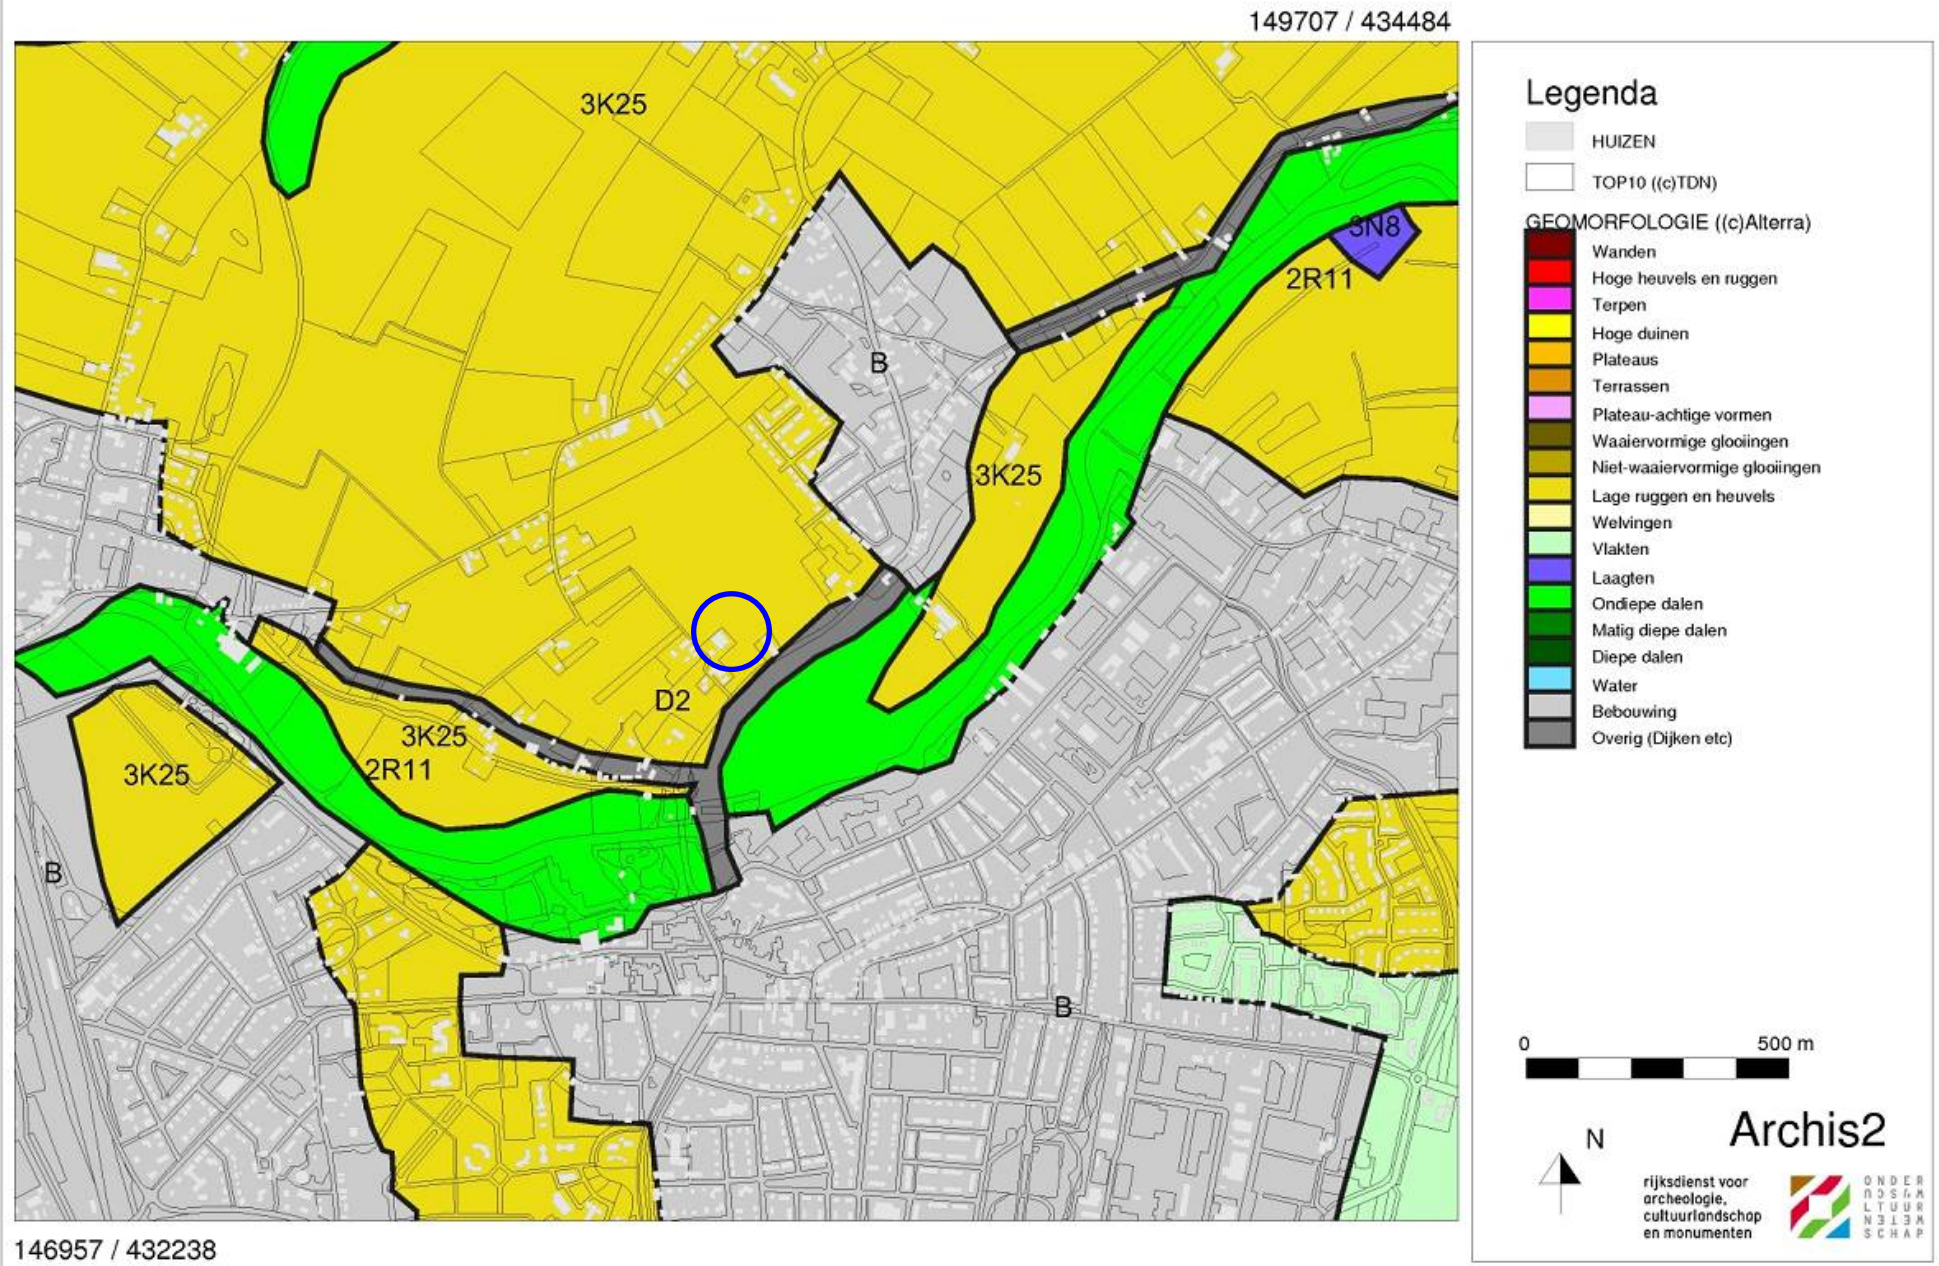 149707 / 434484
3K25
3N8
2R11
B
3K25
D2
3K25
2R11
3K25
B
B
146957 / 432238
Legenda
HUIZEN
TOP10 ((c)TDN)
GEOMORFOLOGIE ((c)Alterra)
Wanden
Hoge heuvels en ruggen
Terpen
Hoge duinen
Plateaus
Terrassen
Plateau-achtige vormen
Waaiervormige glooiingen
Niet-waaiervormige glooiingen
Lage ruggen en heuvels
Welvingen
Vlakten
Laagten
Ondiepe dalen
Matig diepe dalen
Diepe dalen
Water
Bebouwing
Overig (Dijken etc)
0 500 m
N
Archis2
rijksdienst voor
archeologie,
cultuurlandschap
en monumenten